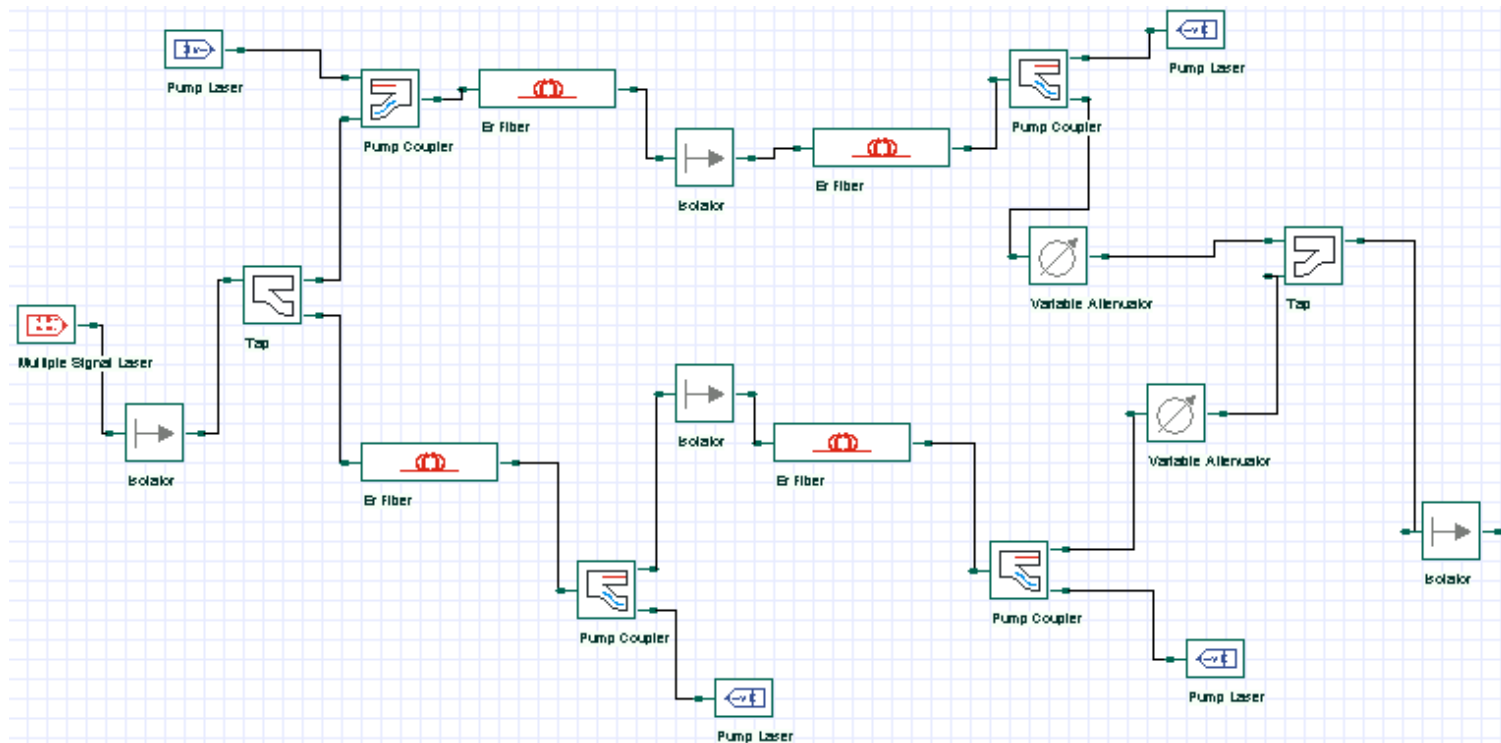 Pump Laser
Pump Laser
Pump Coupler
Er Fiber
Pump Coupler
Er Fiber
Isolator
Variable Attenuator
Tap
Tap
Multiple Signal Laser
Isolator
Isolator
Er Fiber
Er Fiber
Variable Attenuator
Isolator
Pump Coupler
Pump Coupler
Pump Laser
Pump Laser